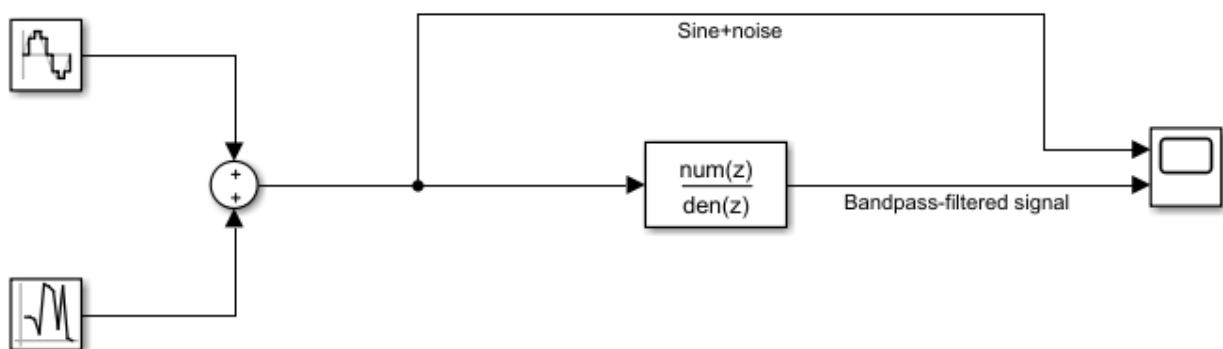 Sine+noise
+
+
num(z)
den(z)
Bandpass-filtered signal